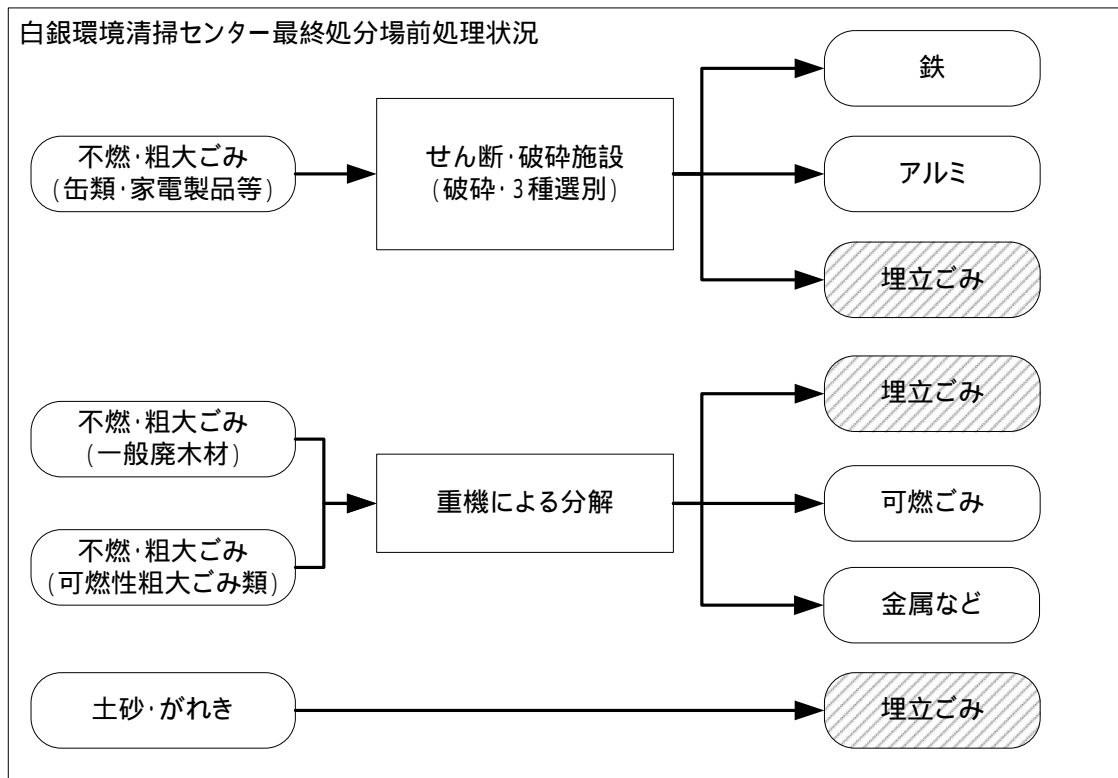 白銀環境清掃センター最終処分場前処理状況
不燃・粗大ごみ
(缶類・家電製品等)
せん断・破砕施設
(破砕・3種選別)
鉄
アルミ
埋立ごみ
不燃・粗大ごみ
(一般廃木材)
不燃・粗大ごみ
(可燃性粗大ごみ類)
重機による分解
埋立ごみ
可燃ごみ
金属など
土砂・がれき
埋立ごみ